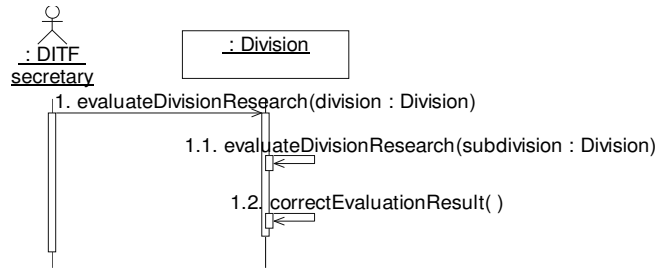 : DITF
secretary
: Division
1. evaluateDivisionResearch(division : Division)
1.1. evaluateDivisionResearch(subdivision : Division)
1.2. correctEvaluationResult( )